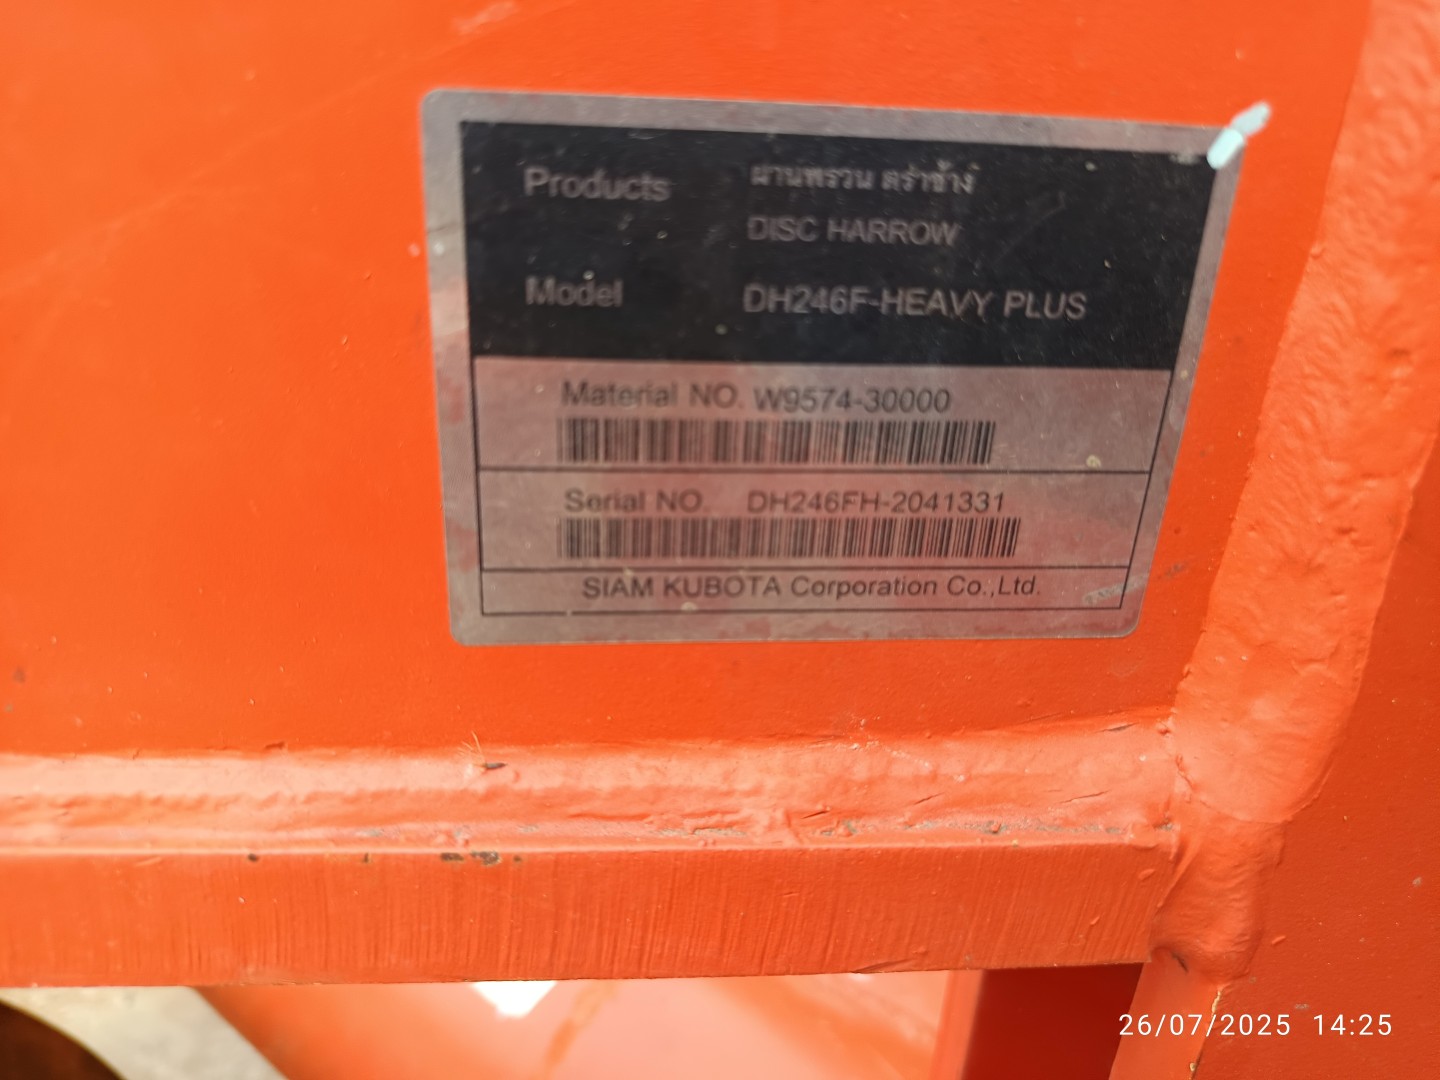 Products ผานพรวน ตราช้าง
DISC HARROW
Model DH246F-HEAVY PLUS
Material NO. W9574-30000
Serial NO. DH246FH-2041331
SIAM KUBOTA Corporation Co.,Ltd.
26/07/2025 14:25